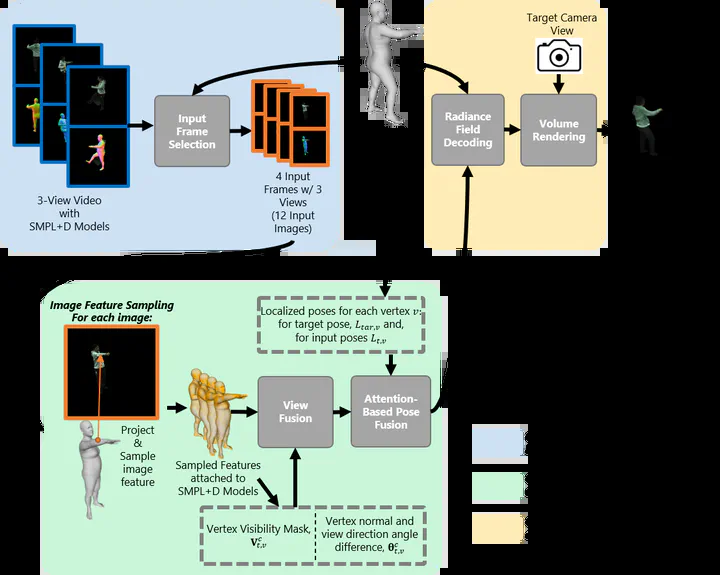 Target Camera
View
Input
Frame
Selection
Radiance
Field
Decoding
Volume
Rendering
3-View Video
with
SMPL+D Models
4 Input
Frames w/ 3
Views
(12 Input
Images)
Image Feature Sampling
For each image:
Localized poses for each vertex v:
for target pose, L_{tar,v} and,
for input poses L_{t,v}
View
Fusion
Attention-
Based Pose
Fusion
Project
&
Sample
image
feature
Sampled Features
attached to
SMPL+D Models
Vertex Visibility Mask,
V^c_{t,v}
Vertex normal and
view direction angle
difference, θ^c_{t,v}